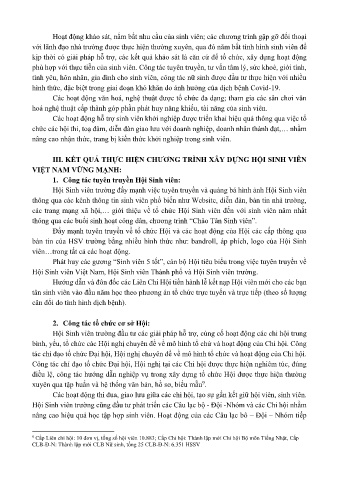 Hoạt động khảo sát, nắm bắt nhu cầu của sinh viên; các chương trình gặp gỡ đối thoại
với lãnh đạo nhà trường được thực hiện thường xuyên, qua đó nắm bắt tình hình sinh viên để
kịp thời có giải pháp hỗ trợ, các kết quả khảo sát là căn cứ để tổ chức, xây dựng hoạt động
phù hợp với thực tiễn của sinh viên. Công tác tuyên truyền, tư vấn tâm lý, sức khoẻ, giới tính,
tình yêu, hôn nhân, gia đình cho sinh viên, công tác nữ sinh được đầu tư thực hiện với nhiều
hình thức, đặc biệt trong giai đoạn khó khăn do ảnh hưởng của dịch bệnh Covid-19.
Các hoạt động văn hoá, nghệ thuật được tổ chức đa dạng; tham gia các sân chơi văn
hoá nghệ thuật cấp thành góp phần phát huy năng khiếu, tài năng của sinh viên.
Các hoạt động hỗ trợ sinh viên khởi nghiệp được triển khai hiệu quả thông qua việc tổ
chức các hội thi, toạ đàm, diễn đàn giao lưu với doanh nghiệp, doanh nhân thành đạt,… nhằm
nâng cao nhận thức, trang bị kiến thức khởi nghiệp trong sinh viên.
III. KẾT QUẢ THỰC HIỆN CHƯƠNG TRÌNH XÂY DỰNG HỘI SINH VIÊN
VIỆT NAM VỮNG MẠNH:
1. Công tác tuyên truyền Hội Sinh viên:
Hội Sinh viên trường đẩy mạnh việc tuyên truyền và quảng bá hình ảnh Hội Sinh viên
thông qua các kênh thông tin sinh viên phổ biến như Website, diễn đàn, bản tin nhà trường,
các trang mạng xã hội,… giới thiệu về tổ chức Hội Sinh viên đến với sinh viên năm nhất
thông qua các buổi sinh hoạt công dân, chương trình “Chào Tân Sinh viên”.
Đẩy mạnh tuyên truyền về tổ chức Hội và các hoạt động của Hội các cấp thông qua
bản tin của HSV trường bằng nhiều hình thức như: bandroll, áp phích, logo của Hội Sinh
viên…trong tất cả các hoạt động.
Phát huy các gương “Sinh viên 5 tốt”, cán bộ Hội tiêu biểu trong việc tuyên truyền về
Hội Sinh viên Việt Nam, Hội Sinh viên Thành phố và Hội Sinh viên trường.
Hướng dẫn và đôn đốc các Liên Chi Hội tiến hành lễ kết nạp Hội viên mới cho các bạn
tân sinh viên vào đầu năm học theo phương án tổ chức trực tuyến và trực tiếp (theo số lượng
cân đối do tình hình dịch bệnh).
2. Công tác tổ chức cơ sở Hội:
Hội Sinh viên trường đầu tư các giải pháp hỗ trợ, củng cố hoạt động các chi hội trung
bình, yếu, tổ chức các Hội nghị chuyên đề về mô hình tổ chức và hoạt động của Chi hội. Công
tác chỉ đạo tổ chức Đại hội, Hội nghị chuyên đề về mô hình tổ chức và hoạt động của Chi hội.
Công tác chỉ đạo tổ chức Đại hội, Hội nghị tại các Chi hội được thực hiện nghiêm túc, đúng
điều lệ, công tác hướng dẫn nghiệp vụ trong xây dựng tổ chức Hội được thực hiện thường
xuyên qua tập huấn và hệ thống văn bản, hồ sơ, biểu mẫu⁶.
Các hoạt động thi đua, giao lưu giữa các chi hội, tạo sự gắn kết giữ hội viên, sinh viên.
Hội Sinh viên trường cũng đầu tư phát triển các Câu lạc bộ - Đội -Nhóm và các Chi hội nhằm
nâng cao hiệu quả học tập hợp sinh viên. Hoạt động của các Câu lạc bộ – Đội – Nhóm tiếp
⁶ Cấp Liên chi hội: 10 đơn vị, tổng số hội viên 10.883; Cấp Chi hội: Thành lập mới Chi hội Bộ môn Tiếng Nhật, Cấp
CLB-Đ-N: Thành lập mới CLB Nữ sinh, tổng 25 CLB-Đ-N: 6.351 HSSV